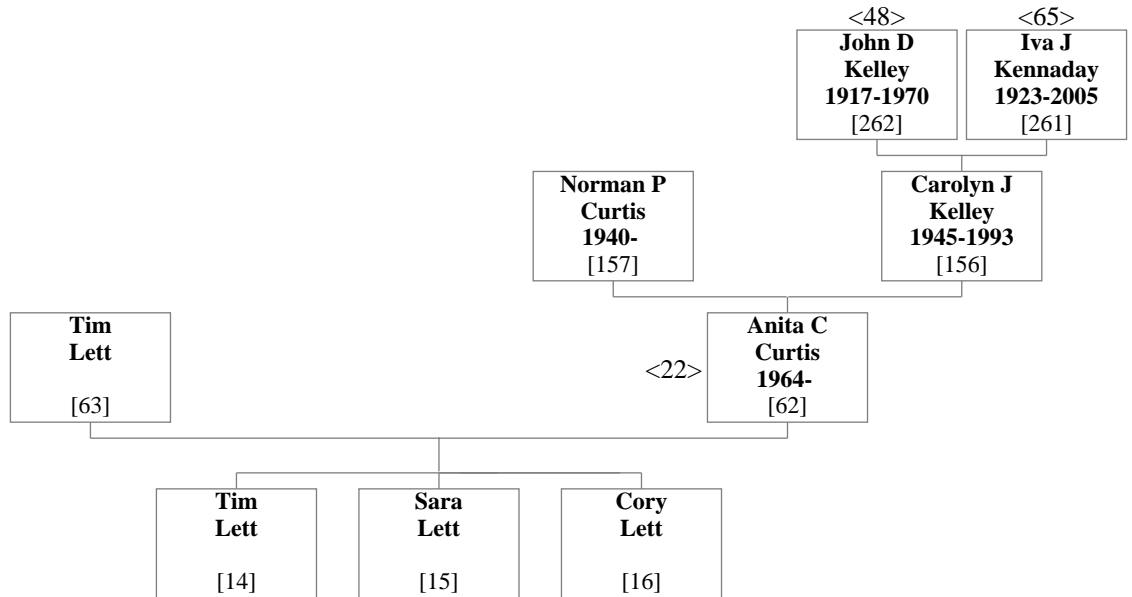 <48>
<65>
John D
Kelley
1917-1970
[262]
Iva J
Kennaday
1923-2005
[261]
Norman P
Curtis
1940-
[157]
Carolyn J
Kelley
1945-1993
[156]
Tim
Lett
[63]
<22>
Anita C
Curtis
1964-
[62]
Tim
Lett
[14]
Sara
Lett
[15]
Cory
Lett
[16]